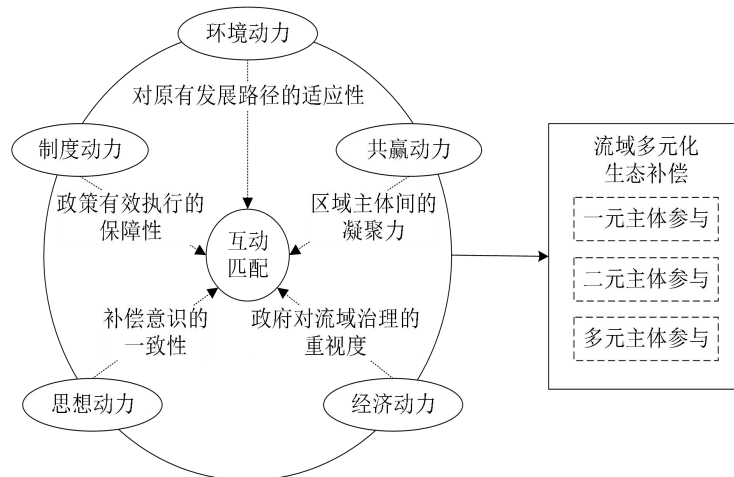 环境动力
对原有发展路径的适应性
制度动力
共赢动力
政策有效执行的
保障性
区域主体间的
凝聚力
互动
匹配
补偿意识的
一致性
政府对流域治理的
重视度
思想动力
经济动力
流域多元化
生态补偿
一元主体参与
二元主体参与
多元主体参与